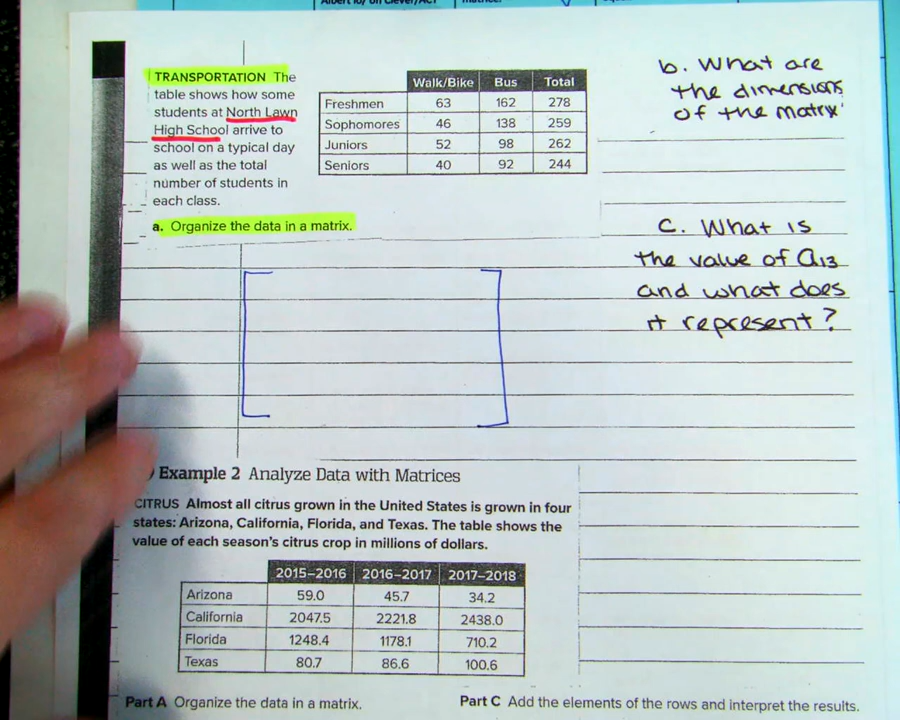 TRANSPORTATION The
table shows how some
students at North Lawn
High School arrive to
school on a typical day
as well as the total
number of students in
each class.
Walk/Bike Bus Total
Freshmen 63 162 278
Sophomores 46 138 259
Juniors 52 98 262
Seniors 40 92 244
a. Organize the data in a matrix.
b. What are
the dimensions
of the matrix
c. What is
the value of a13
and what does
it represent?
Example 2 Analyze Data with Matrices
CITRUS Almost all citrus grown in the United States is grown in four
states: Arizona, California, Florida, and Texas. The table shows the
value of each season's citrus crop in millions of dollars.
2015–2016 2016–2017 2017–2018
Arizona 59.0 45.7 34.2
California 2047.5 2221.8 2438.0
Florida 1248.4 1178.1 710.2
Texas 80.7 86.6 100.6
Part A Organize the data in a matrix.
Part C Add the elements of the rows and interpret the results.